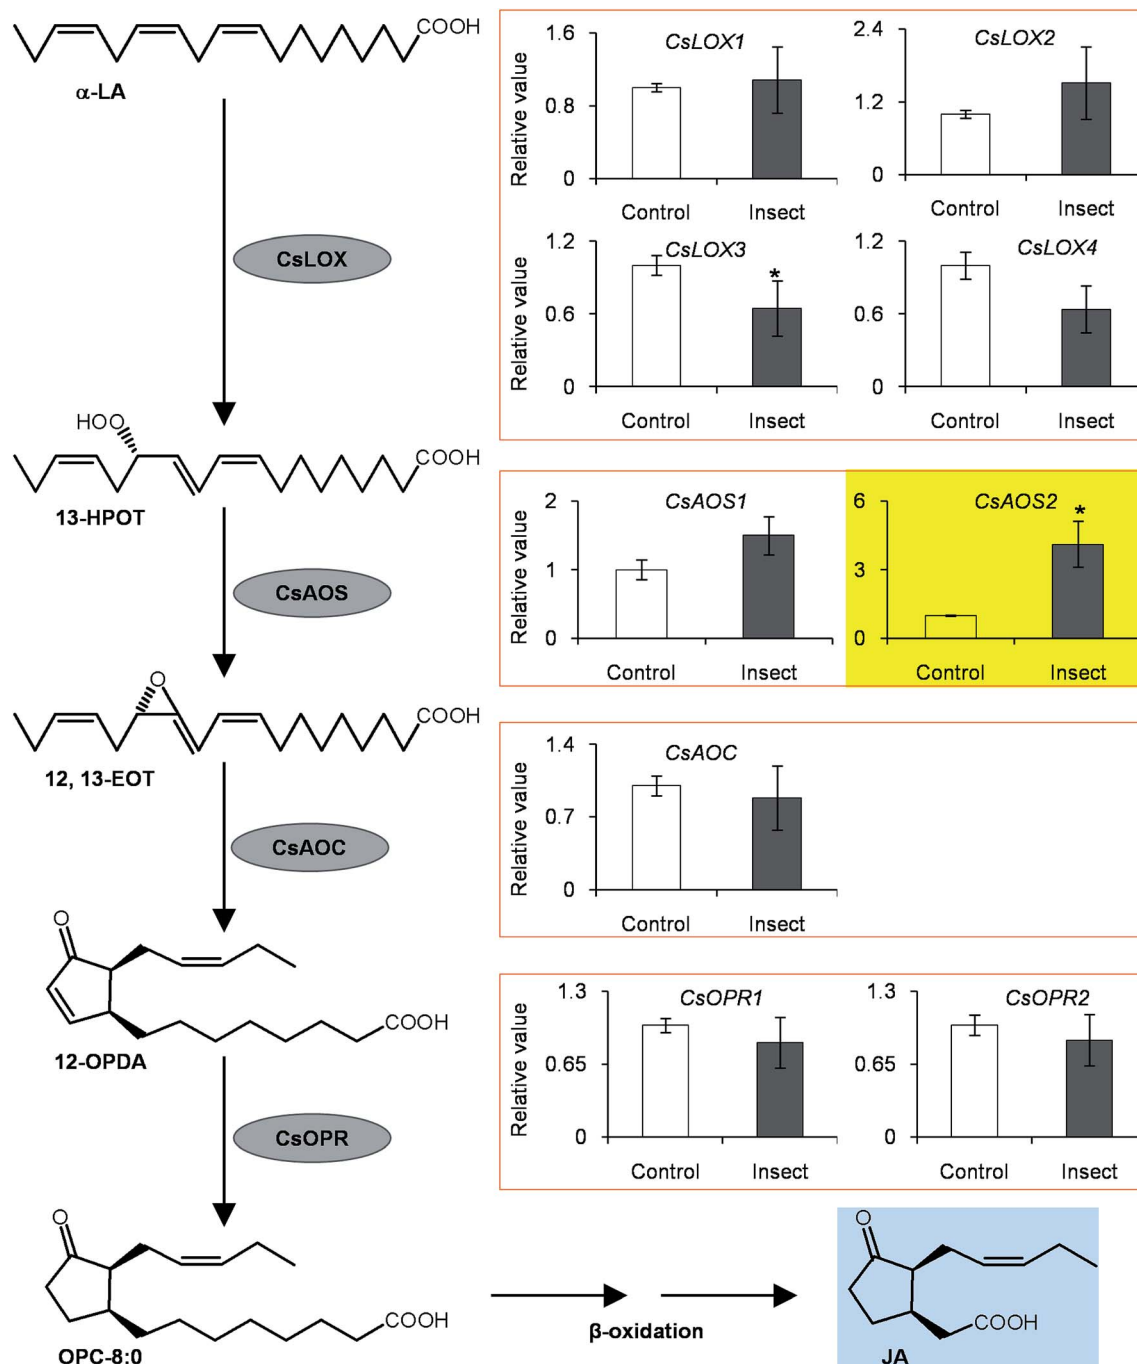 COOH
α-LA
CsLOX
HOO
COOH
13-HPOT
CsAOS
O
COOH
12, 13-EOT
CsAOC
O
COOH
12-OPDA
CsOPR
O
COOH
OPC-8:0
β-oxidation
O
COOH
JA
CsLOX1
Relative value
1.6
0.8
0
Control Insect
CsLOX2
2.4
1.2
0
Control Insect
CsLOX3
Relative value
1.2
0.6
0
*
Control Insect
CsLOX4
1.2
0.6
0
Control Insect
CsAOS1
Relative value
2
1
0
Control Insect
CsAOS2
6
3
0
*
Control Insect
CsAOC
Relative value
1.4
0.7
0
Control Insect
CsOPR1
Relative value
1.3
0.65
0
Control Insect
CsOPR2
1.3
0.65
0
Control Insect